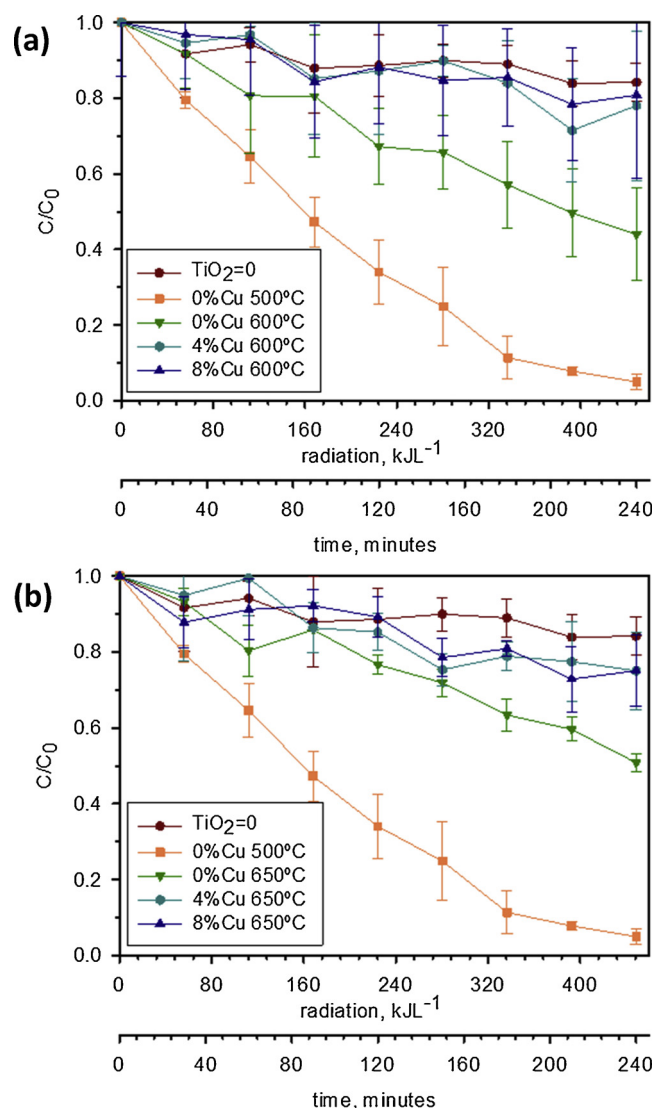 (a)
1.0
0.8
0.6
0.4
0.2
0.0
C/C₀
TiO₂=0
0%Cu 500ºC
0%Cu 600ºC
4%Cu 600ºC
8%Cu 600ºC
0 80 160 240 320 400
radiation, kJL⁻¹
0 40 80 120 160 200 240
time, minutes
(b)
1.0
0.8
0.6
0.4
0.2
0.0
C/C₀
TiO₂=0
0%Cu 500ºC
0%Cu 650ºC
4%Cu 650ºC
8%Cu 650ºC
0 80 160 240 320 400
radiation, kJL⁻¹
0 40 80 120 160 200 240
time, minutes